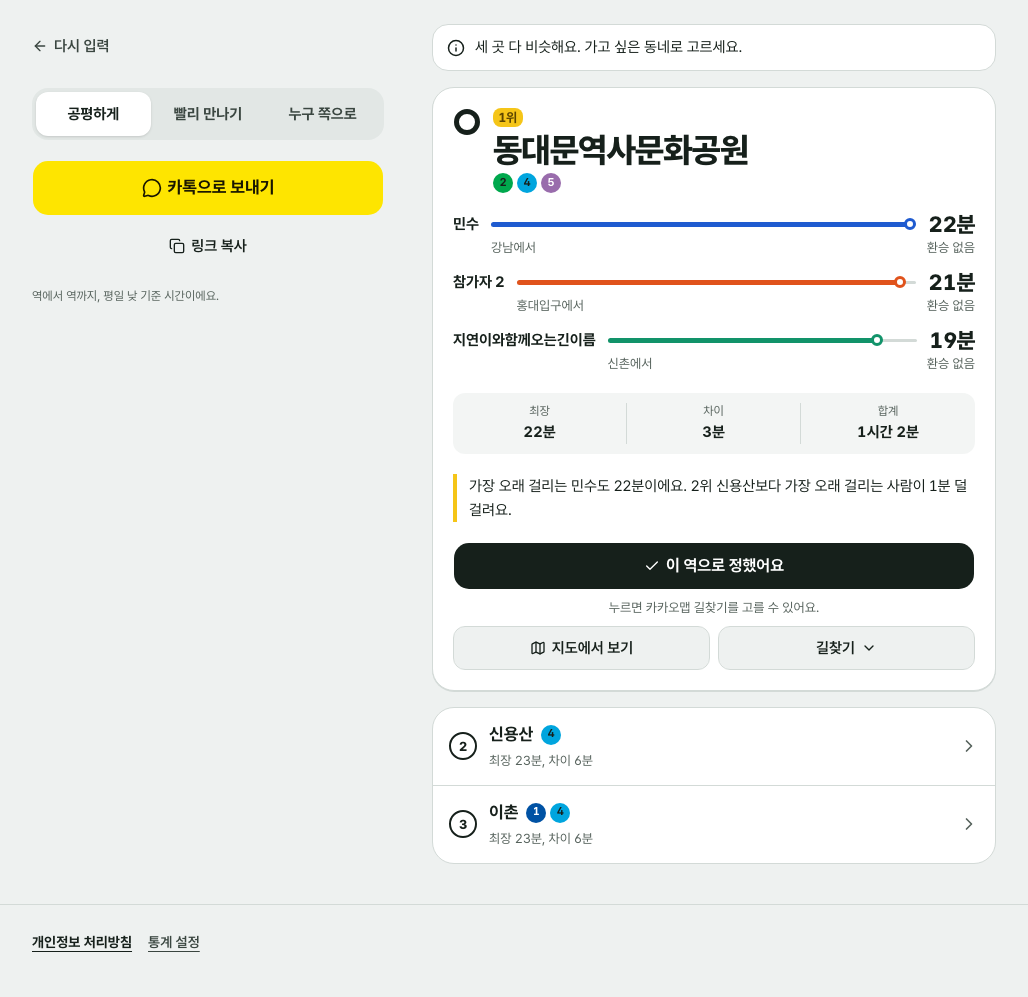 다시 입력
공평하게
빨리 만나기
누구 쪽으로
카톡으로 보내기
링크 복사
역에서 역까지, 평일 낮 기준 시간이에요.
세 곳 다 비슷해요. 가고 싶은 동네로 고르세요.
1위
동대문역사문화공원
2 4 5
민수 22분
강남에서 환승 없음
참가자 2 21분
홍대입구에서 환승 없음
지연이와함께오는긴이름 19분
신촌에서 환승 없음
최장 차이 합계
22분 3분 1시간 2분
가장 오래 걸리는 민수도 22분이에요. 2위 신용산보다 가장 오래 걸리는 사람이 1분 덜
걸려요.
이 역으로 정했어요
누르면 카카오맵 길찾기를 고를 수 있어요.
지도에서 보기
길찾기
2 신용산 4
최장 23분, 차이 6분
3 이촌 1 4
최장 23분, 차이 6분
개인정보 처리방침 통계 설정